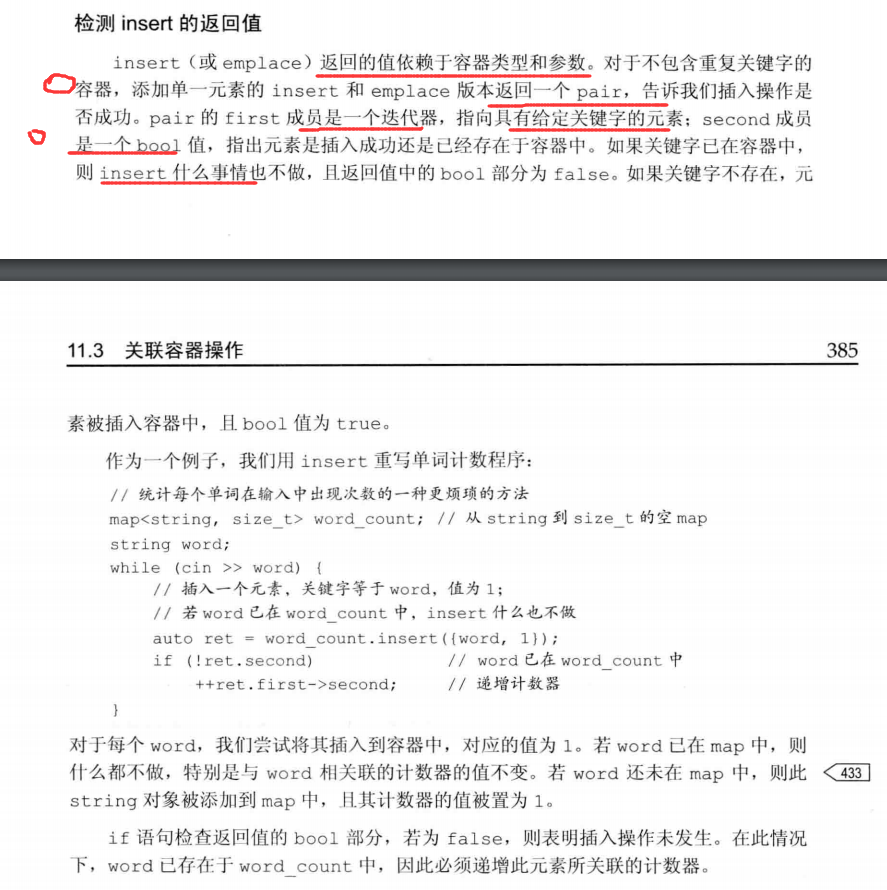 检测 insert 的返回值
insert（或 emplace）返回的值依赖于容器类型和参数。对于不包含重复关键字的
容器，添加单一元素的 insert 和 emplace 版本返回一个 pair，告诉我们插入操作是
否成功。pair 的 first 成员是一个迭代器，指向具有给定关键字的元素；second 成员
是一个 bool 值，指出元素是插入成功还是已经存在于容器中。如果关键字已在容器中，
则 insert 什么事情也不做，且返回值中的 bool 部分为 false。如果关键字不存在，元
11.3 关联容器操作 385
素被插入容器中，且 bool 值为 true。
作为一个例子，我们用 insert 重写单词计数程序：
// 统计每个单词在输入中出现次数的一种更烦琐的方法
map<string, size_t> word_count; // 从 string 到 size_t 的空 map
string word;
while (cin >> word) {
// 插入一个元素，关键字等于 word，值为 1；
// 若 word 已在 word_count 中，insert 什么也不做
auto ret = word_count.insert({word, 1});
if (!ret.second) // word 已在 word_count 中
++ret.first->second; // 递增计数器
}
对于每个 word，我们尝试将其插入到容器中，对应的值为 1。若 word 已在 map 中，则
什么都不做，特别是与 word 相关联的计数器的值不变。若 word 还未在 map 中，则此 433
string 对象被添加到 map 中，且其计数器的值被置为 1。
if 语句检查返回值的 bool 部分，若为 false，则表明插入操作未发生。在此情况
下，word 已存在于 word_count 中，因此必须递增此元素所关联的计数器。